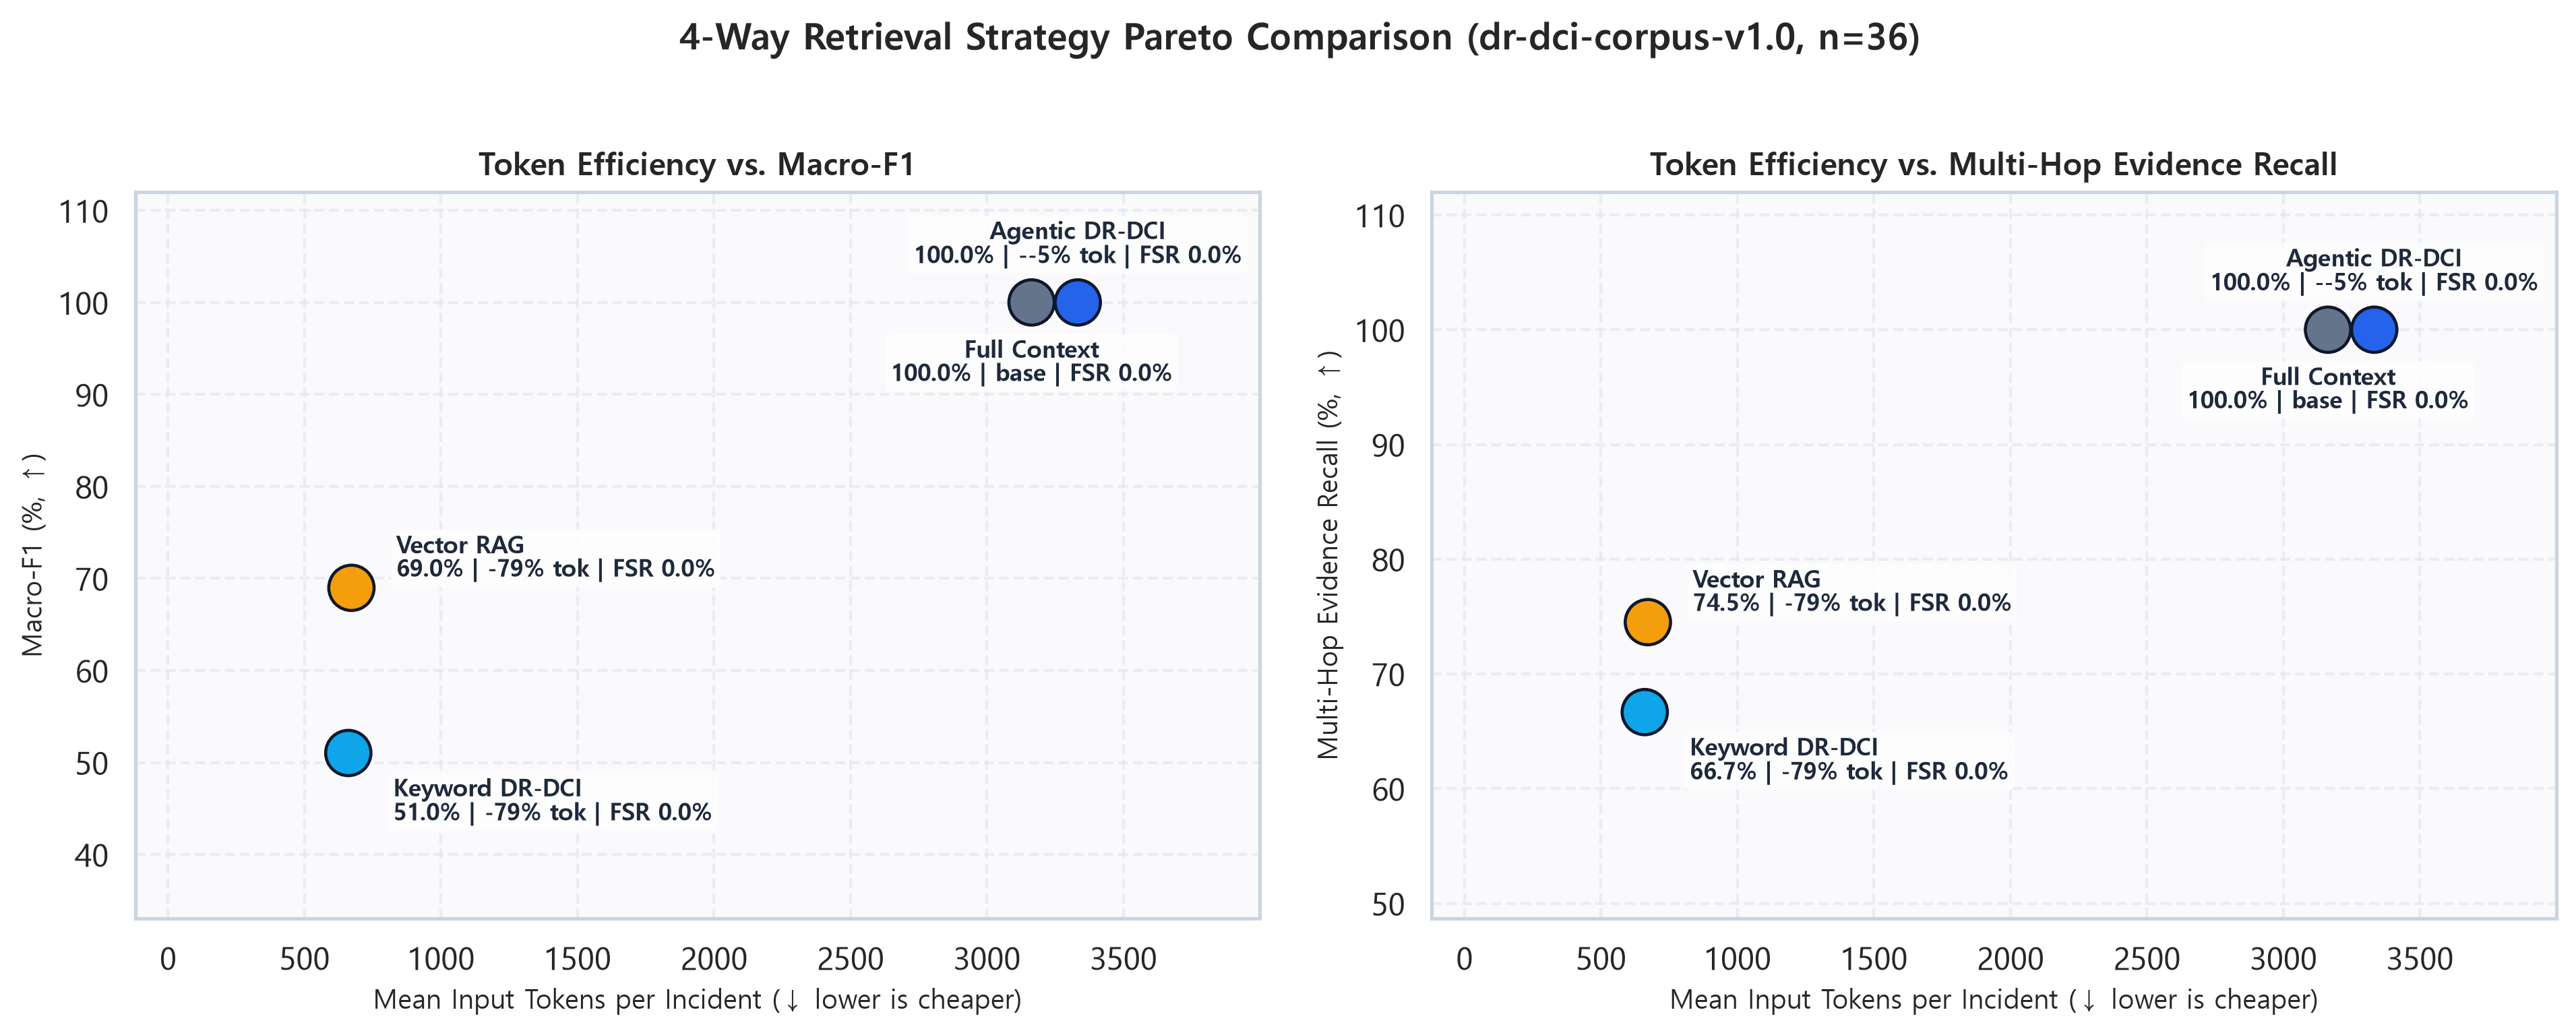 4-Way Retrieval Strategy Pareto Comparison (dr-dci-corpus-v1.0, n=36)
Token Efficiency vs. Macro-F1
Macro-F1 (%, ↑)
110
100
90
80
70
60
50
40
Agentic DR-DCI
100.0% | --5% tok | FSR 0.0%
Full Context
100.0% | base | FSR 0.0%
Vector RAG
69.0% | -79% tok | FSR 0.0%
Keyword DR-DCI
51.0% | -79% tok | FSR 0.0%
0 500 1000 1500 2000 2500 3000 3500
Mean Input Tokens per Incident (↓ lower is cheaper)
Token Efficiency vs. Multi-Hop Evidence Recall
Multi-Hop Evidence Recall (%, ↑)
110
100
90
80
70
60
50
Agentic DR-DCI
100.0% | --5% tok | FSR 0.0%
Full Context
100.0% | base | FSR 0.0%
Vector RAG
74.5% | -79% tok | FSR 0.0%
Keyword DR-DCI
66.7% | -79% tok | FSR 0.0%
0 500 1000 1500 2000 2500 3000 3500
Mean Input Tokens per Incident (↓ lower is cheaper)